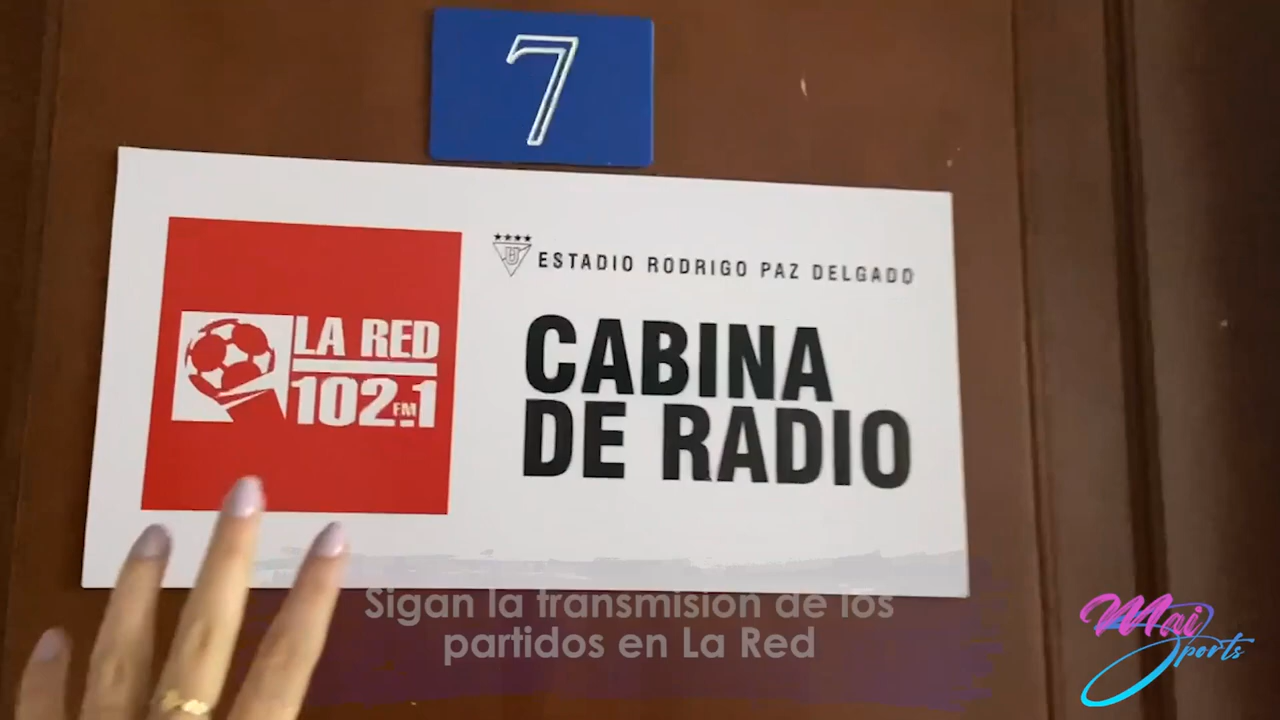 7
ESTADIO RODRIGO PAZ DELGADO
LA RED
102.1
FM
CABINA
DE RADIO
Sigan la transmisión de los
partidos en La Red
Mai
Sports